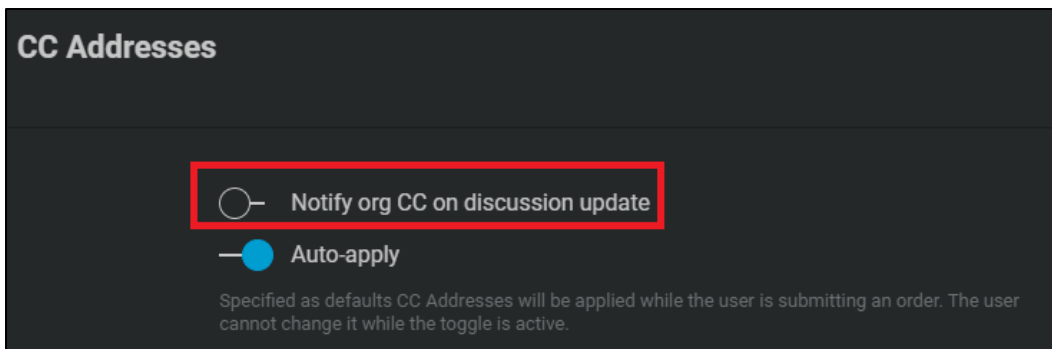 CC Addresses
Notify org CC on discussion update
Auto-apply
Specified as defaults CC Addresses will be applied while the user is submitting an order. The user
cannot change it while the toggle is active.